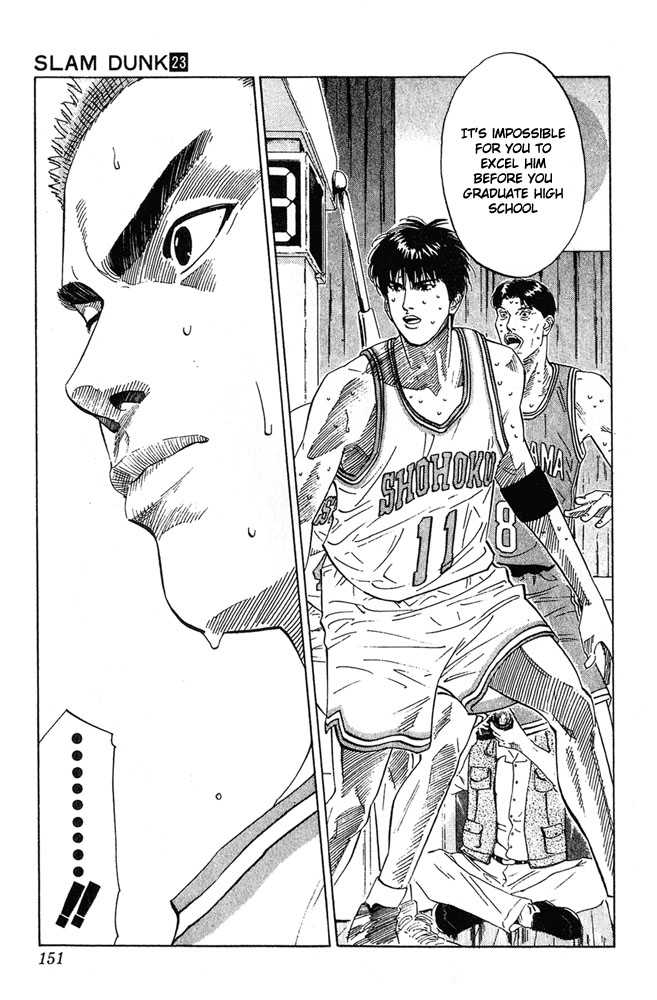 SLAM DUNK 23
IT'S IMPOSSIBLE
FOR YOU TO
EXCEL HIM
BEFORE YOU
GRADUATE HIGH
SCHOOL
3
SHOHOKU
11
AMA
8
S
.........!!
151